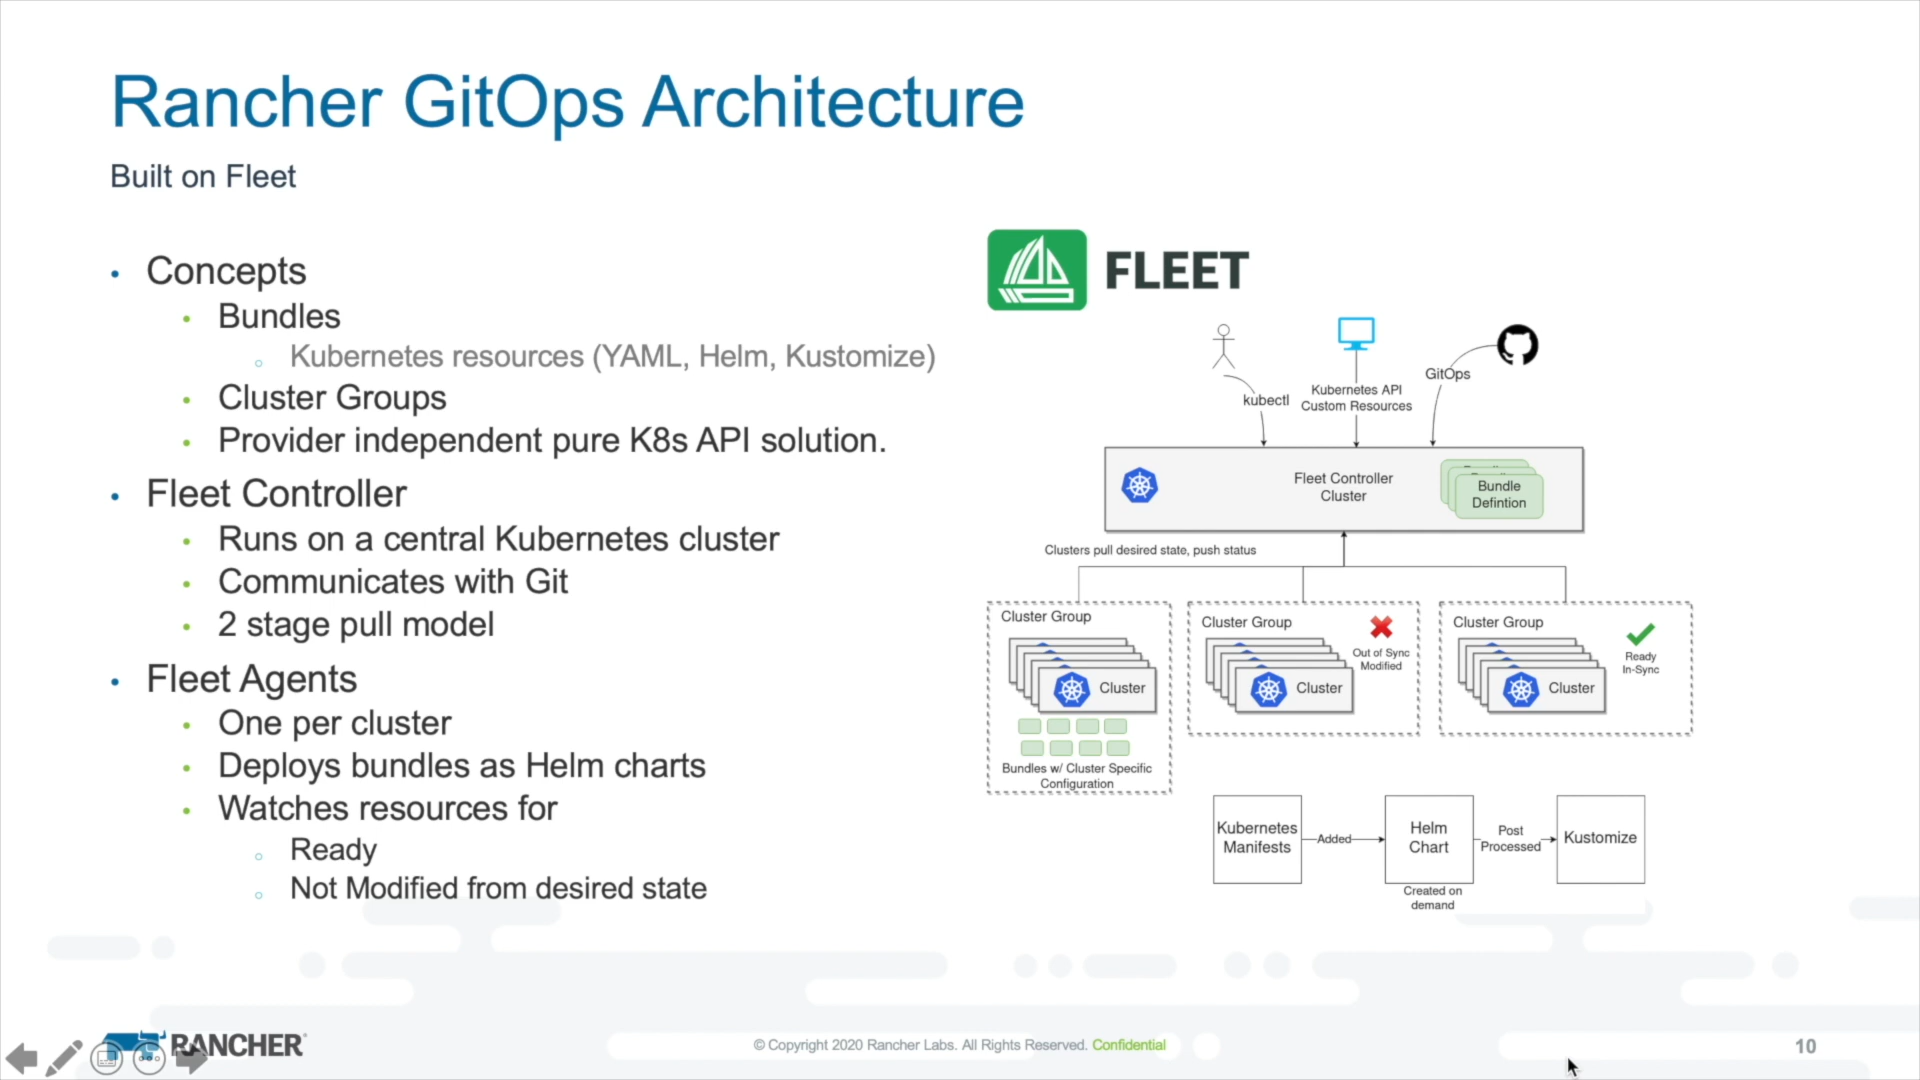 Rancher GitOps Architecture
Built on Fleet
Concepts
Bundles
Kubernetes resources (YAML, Helm, Kustomize)
Cluster Groups
Provider independent pure K8s API solution.
Fleet Controller
Runs on a central Kubernetes cluster
Communicates with Git
2 stage pull model
Fleet Agents
One per cluster
Deploys bundles as Helm charts
Watches resources for
Ready
Not Modified from desired state
FLEET
kubectl
Kubernetes API
Custom Resources
GitOps
Fleet Controller
Cluster
Bundle
Defintion
Clusters pull desired state, push status
Cluster Group
Cluster
Bundles w/ Cluster Specific
Configuration
Cluster Group
Out of Sync
Modified
Cluster
Cluster Group
Ready
In-Sync
Cluster
Kubernetes
Manifests
Added
Helm
Chart
Created on
demand
Post
Processed
Kustomize
RANCHER
© Copyright 2020 Rancher Labs. All Rights Reserved. Confidential
10